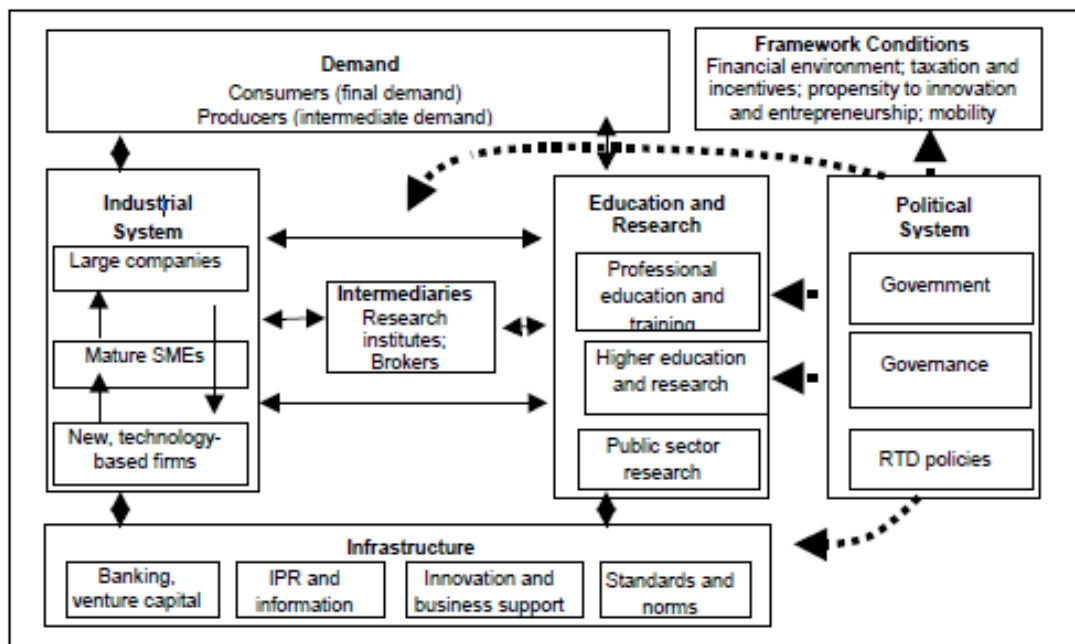 Demand
Consumers (final demand)
Producers (intermediate demand)
Framework Conditions
Financial environment; taxation and
incentives; propensity to innovation
and entrepreneurship; mobility
Industrial
System
Large companies
Mature SMEs
New, technology-
based firms
Intermediaries
Research
institutes;
Brokers
Education and
Research
Professional
education and
training
Higher education
and research
Public sector
research
Political
System
Government
Governance
RTD policies
Infrastructure
Banking,
venture capital
IPR and
information
Innovation and
business support
Standards and
norms